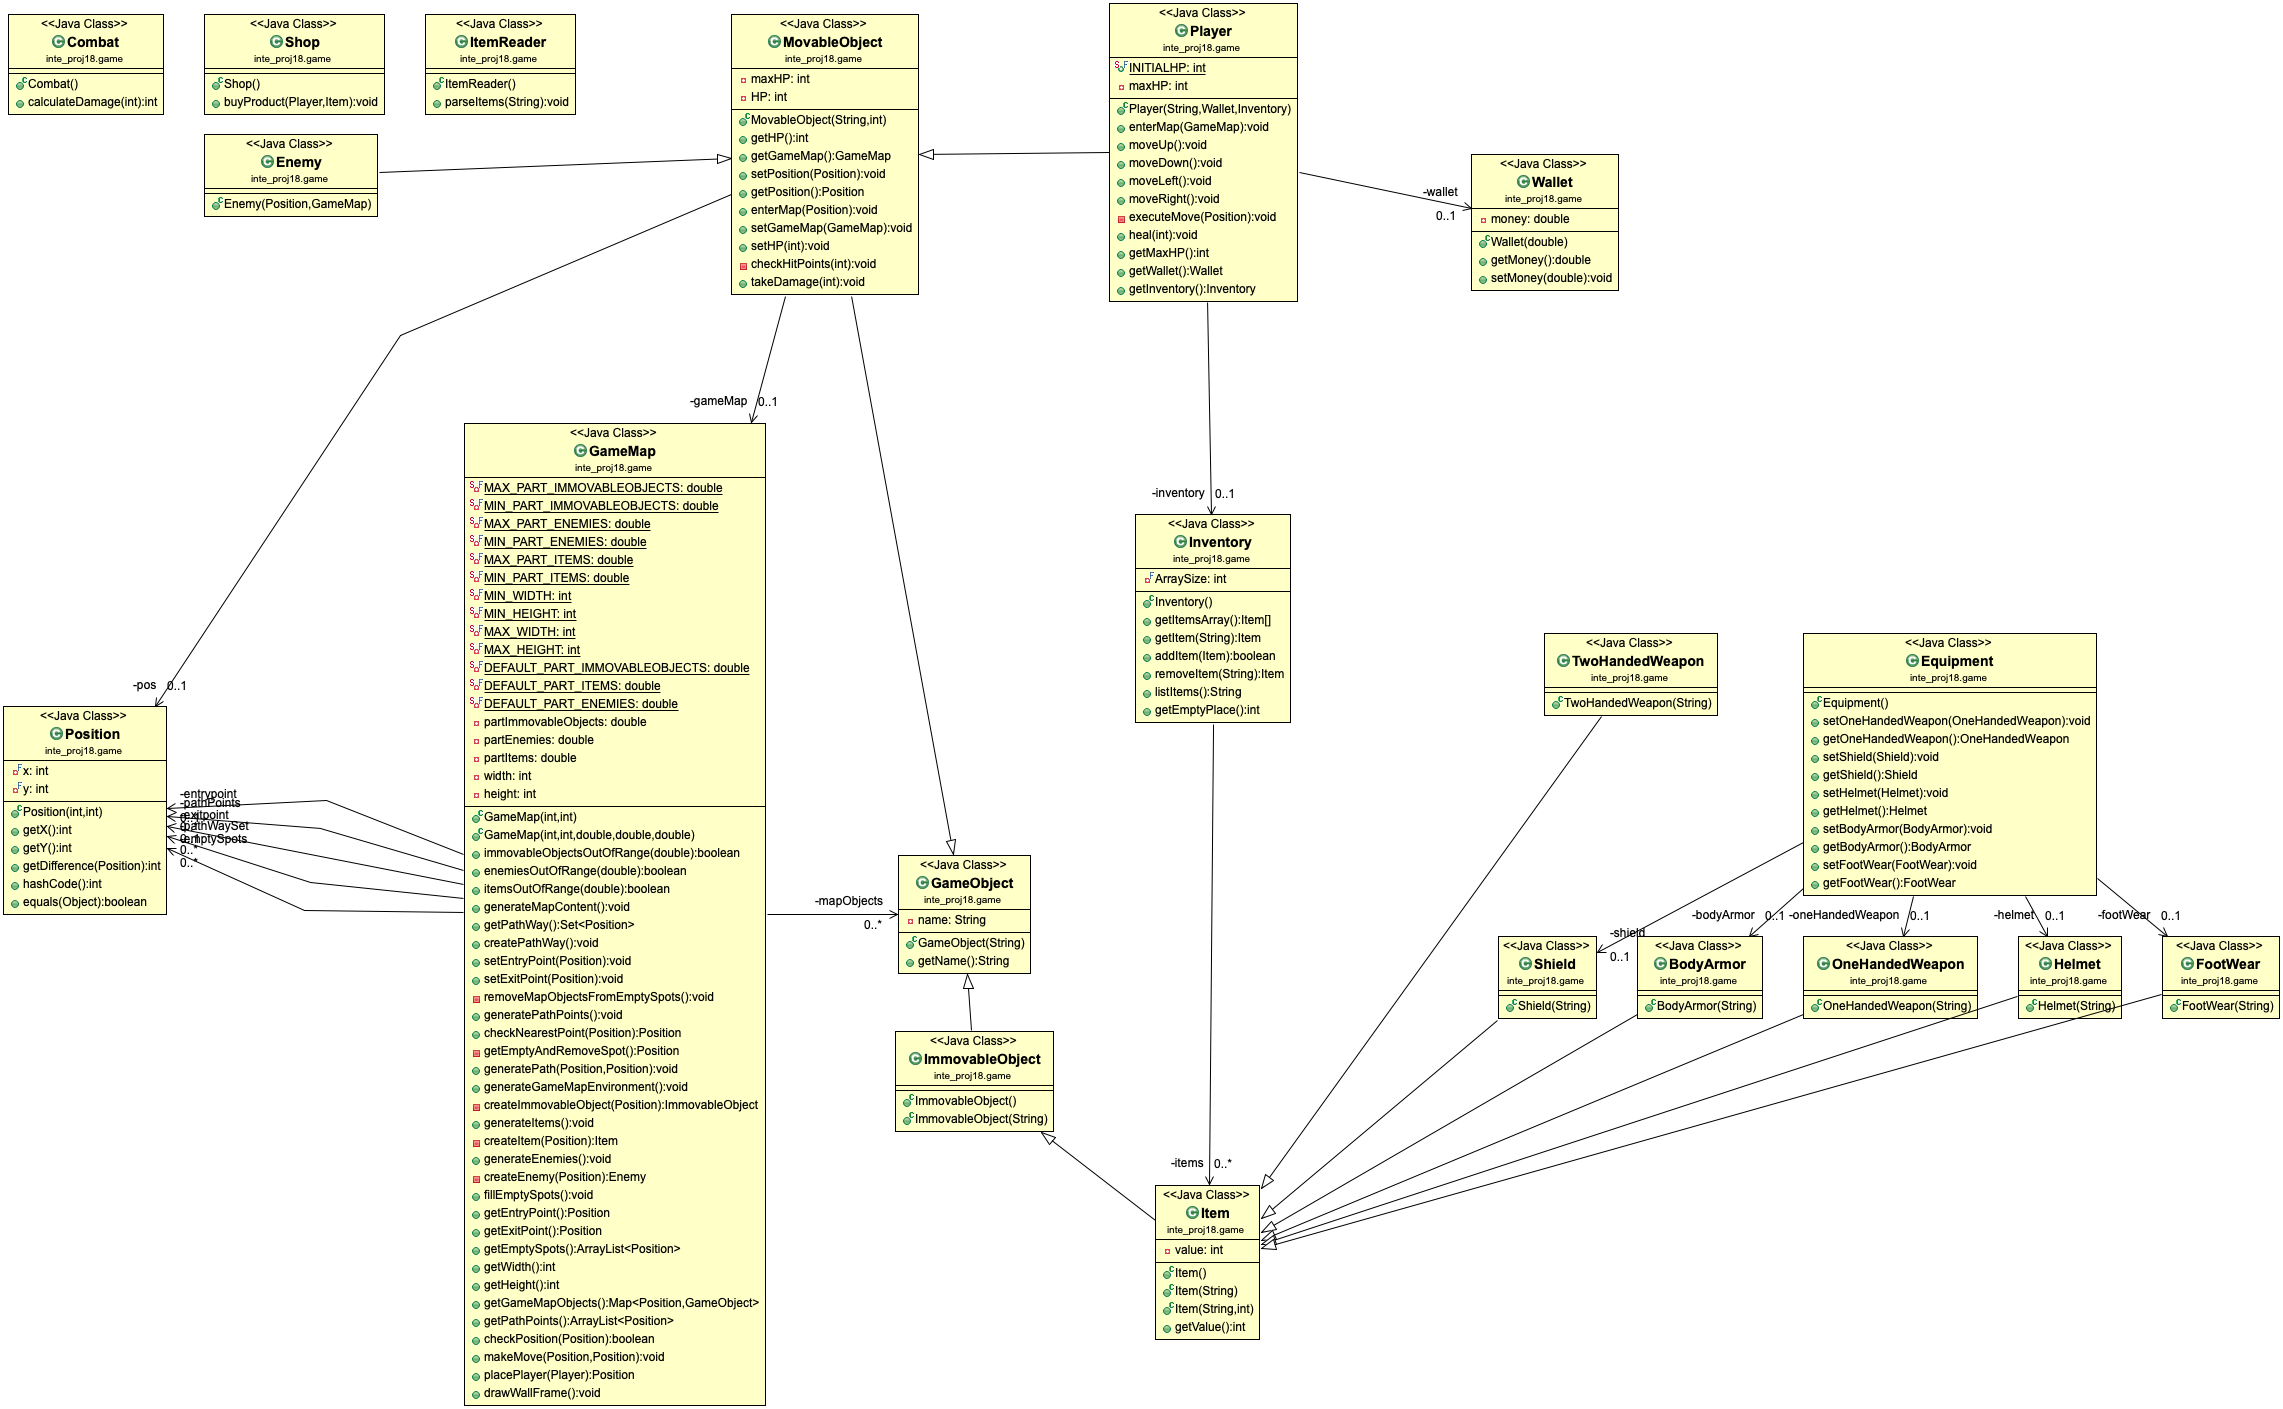 <<Java Class>>
Combat
inte_proj18.game
Combat()
calculateDamage(int):int
<<Java Class>>
Shop
inte_proj18.game
Shop()
buyProduct(Player,Item):void
<<Java Class>>
ItemReader
inte_proj18.game
ItemReader()
parseItems(String):void
<<Java Class>>
MovableObject
inte_proj18.game
maxHP: int
HP: int
MovableObject(String,int)
getHP():int
getGameMap():GameMap
setPosition(Position):void
getPosition():Position
enterMap(Position):void
setGameMap(GameMap):void
setHP(int):void
checkHitPoints(int):void
takeDamage(int):void
<<Java Class>>
Player
inte_proj18.game
INITIALHP: int
maxHP: int
Player(String,Wallet,Inventory)
enterMap(GameMap):void
moveUp():void
moveDown():void
moveLeft():void
moveRight():void
executeMove(Position):void
heal(int):void
getMaxHP():int
getWallet():Wallet
getInventory():Inventory
<<Java Class>>
Enemy
inte_proj18.game
Enemy(Position,GameMap)
-wallet
0..1
<<Java Class>>
Wallet
inte_proj18.game
money: double
Wallet(double)
getMoney():double
setMoney(double):void
-gameMap
0..1
<<Java Class>>
GameMap
inte_proj18.game
MAX_PART_IMMOVABLEOBJECTS: double
MIN_PART_IMMOVABLEOBJECTS: double
MAX_PART_ENEMIES: double
MIN_PART_ENEMIES: double
MAX_PART_ITEMS: double
MIN_PART_ITEMS: double
MIN_WIDTH: int
MIN_HEIGHT: int
MAX_WIDTH: int
MAX_HEIGHT: int
DEFAULT_PART_IMMOVABLEOBJECTS: double
DEFAULT_PART_ITEMS: double
DEFAULT_PART_ENEMIES: double
partImmovableObjects: double
partEnemies: double
partItems: double
width: int
height: int
GameMap(int,int)
GameMap(int,int,double,double,double)
immovableObjectsOutOfRange(double):boolean
enemiesOutOfRange(double):boolean
itemsOutOfRange(double):boolean
generateMapContent():void
getPathWay():Set<Position>
createPathWay():void
setEntryPoint(Position):void
setExitPoint(Position):void
removeMapObjectsFromEmptySpots():void
generatePathPoints():void
checkNearestPoint(Position):Position
getEmptyAndRemoveSpot():Position
generatePath(Position,Position):void
generateGameMapEnvironment():void
createImmovableObject(Position):ImmovableObject
generateItems():void
createItem(Position):Item
generateEnemies():void
createEnemy(Position):Enemy
fillEmptySpots():void
getEntryPoint():Position
getExitPoint():Position
getEmptySpots():ArrayList<Position>
getWidth():int
getHeight():int
getGameMapObjects():Map<Position,GameObject>
getPathPoints():ArrayList<Position>
checkPosition(Position):boolean
makeMove(Position,Position):void
placePlayer(Player):Position
drawWallFrame():void
-pos
0..1
<<Java Class>>
Position
inte_proj18.game
x: int
y: int
Position(int,int)
getX():int
getY():int
getDifference(Position):int
hashCode():int
equals(Object):boolean
-entrypoint
-pathPoints
-exitpoint
-pathWaySet
-emptySpots
0..*
0..*
-inventory
0..1
<<Java Class>>
Inventory
inte_proj18.game
ArraySize: int
Inventory()
getItemsArray():Item[]
getItem(String):Item
addItem(Item):boolean
removeItem(String):Item
listItems():String
getEmptyPlace():int
<<Java Class>>
TwoHandedWeapon
inte_proj18.game
TwoHandedWeapon(String)
<<Java Class>>
Equipment
inte_proj18.game
Equipment()
setOneHandedWeapon(OneHandedWeapon):void
getOneHandedWeapon():OneHandedWeapon
setShield(Shield):void
getShield():Shield
setHelmet(Helmet):void
getHelmet():Helmet
setBodyArmor(BodyArmor):void
getBodyArmor():BodyArmor
setFootWear(FootWear):void
getFootWear():FootWear
-mapObjects
0..*
<<Java Class>>
GameObject
inte_proj18.game
name: String
GameObject(String)
getName():String
-shield
0..1
-bodyArmor
0..1
-oneHandedWeapon
0..1
-helmet
0..1
-footWear
0..1
<<Java Class>>
Shield
inte_proj18.game
Shield(String)
<<Java Class>>
BodyArmor
inte_proj18.game
BodyArmor(String)
<<Java Class>>
OneHandedWeapon
inte_proj18.game
OneHandedWeapon(String)
<<Java Class>>
Helmet
inte_proj18.game
Helmet(String)
<<Java Class>>
FootWear
inte_proj18.game
FootWear(String)
<<Java Class>>
ImmovableObject
inte_proj18.game
ImmovableObject()
ImmovableObject(String)
-items
0..*
<<Java Class>>
Item
inte_proj18.game
value: int
Item()
Item(String)
Item(String,int)
getValue():int